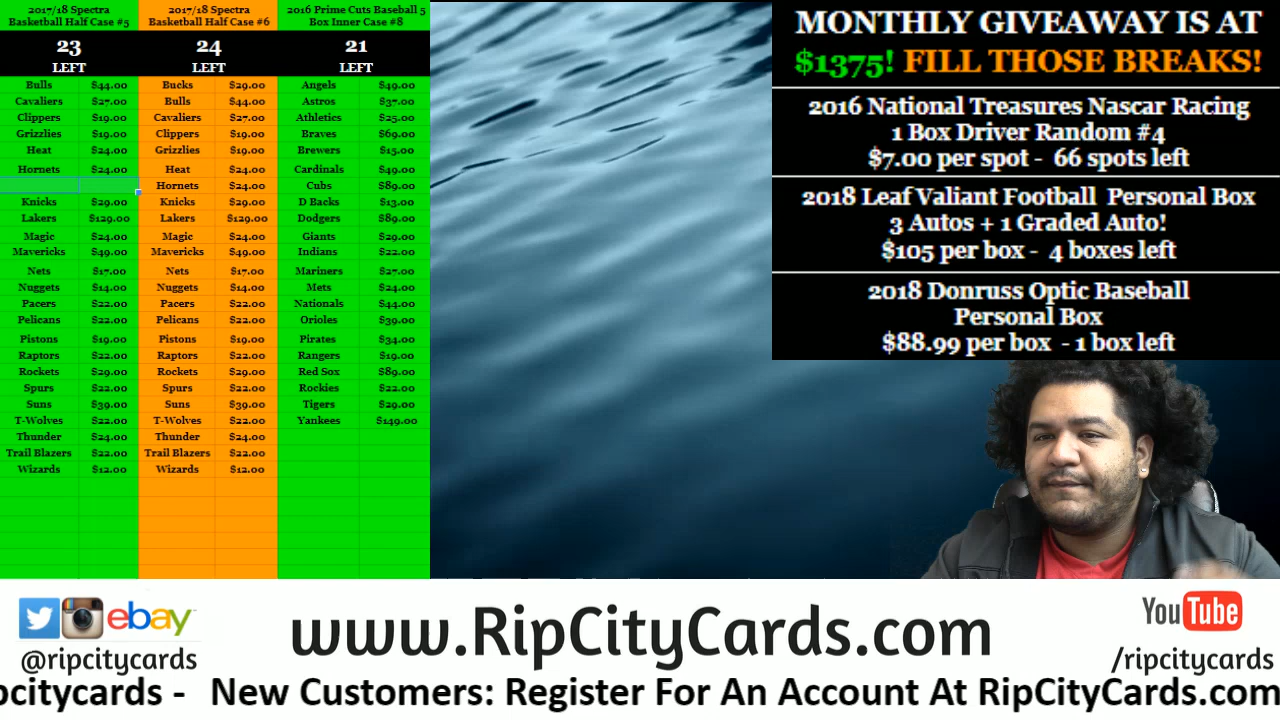 2017/18 Spectra
Basketball Half Case #5
23
LEFT
Bulls $44.00
Cavaliers $27.00
Clippers $19.00
Grizzlies $19.00
Heat $24.00
Hornets $24.00
Knicks $29.00
Lakers $129.00
Magic $24.00
Mavericks $49.00
Nets $17.00
Nuggets $14.00
Pacers $22.00
Pelicans $22.00
Pistons $19.00
Raptors $22.00
Rockets $29.00
Spurs $22.00
Suns $39.00
T-Wolves $22.00
Thunder $24.00
Trail Blazers $22.00
Wizards $12.00
2017/18 Spectra
Basketball Half Case #6
24
LEFT
Bucks $29.00
Bulls $44.00
Cavaliers $27.00
Clippers $19.00
Grizzlies $19.00
Heat $24.00
Hornets $24.00
Knicks $29.00
Lakers $129.00
Magic $24.00
Mavericks $49.00
Nets $17.00
Nuggets $14.00
Pacers $22.00
Pelicans $22.00
Pistons $19.00
Raptors $22.00
Rockets $29.00
Spurs $22.00
Suns $39.00
T-Wolves $22.00
Thunder $24.00
Trail Blazers $22.00
Wizards $12.00
2016 Prime Cuts Baseball 5
Box Inner Case #8
21
LEFT
Angels $49.00
Astros $37.00
Athletics $25.00
Braves $69.00
Brewers $15.00
Cardinals $49.00
Cubs $89.00
D Backs $13.00
Dodgers $89.00
Giants $29.00
Indians $22.00
Mariners $27.00
Mets $24.00
Nationals $44.00
Orioles $39.00
Pirates $34.00
Rangers $19.00
Red Sox $89.00
Rockies $22.00
Tigers $29.00
Yankees $149.00
MONTHLY GIVEAWAY IS AT
$1375! FILL THOSE BREAKS!
2016 National Treasures Nascar Racing
1 Box Driver Random #4
$7.00 per spot - 66 spots left
2018 Leaf Valiant Football Personal Box
3 Autos + 1 Graded Auto!
$105 per box - 4 boxes left
2018 Donruss Optic Baseball
Personal Box
$88.99 per box - 1 box left
ebay
@ripcitycards
www.RipCityCards.com
YouTube
/ripcitycards
pcitycards - New Customers: Register For An Account At RipCityCards.com